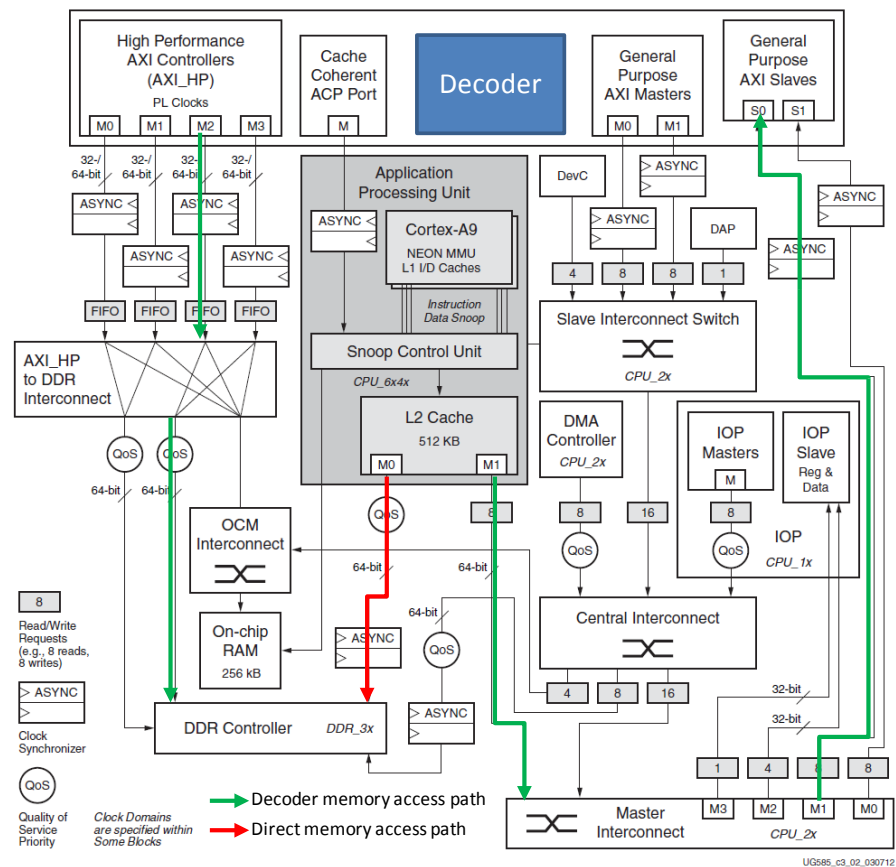 High Performance
AXI Controllers
(AXI_HP)
PL Clocks
M0
M1
M2
M3
Cache
Coherent
ACP Port
M
Decoder
General
Purpose
AXI Masters
M0
M1
General
Purpose
AXI Slaves
S0
S1
32-/
64-bit
32-/
64-bit
32-/
64-bit
32-/
64-bit
ASYNC
ASYNC
ASYNC
ASYNC
FIFO
FIFO
FIFO
FIFO
AXI_HP
to DDR
Interconnect
Application
Processing Unit
ASYNC
Cortex-A9
NEON MMU
L1 I/D Caches
Instruction
Data Snoop
Snoop Control Unit
CPU_6x4x
L2 Cache
512 KB
M0
M1
DevC
ASYNC
ASYNC
DAP
ASYNC
ASYNC
4
8
8
1
Slave Interconnect Switch
CPU_2x
DMA
Controller
CPU_2x
IOP
Masters
M
IOP
Slave
Reg &
Data
IOP
CPU_1x
QoS
QoS
64-bit
64-bit
QoS
8
8
16
8
QoS
QoS
OCM
Interconnect
64-bit
64-bit
64-bit
On-chip
RAM
256 kB
ASYNC
QoS
Central Interconnect
4
8
16
8
Read/Write
Requests
(e.g., 8 reads,
8 writes)
ASYNC
Clock
Synchronizer
QoS
Quality of
Service
Priority
Clock Domains
are specified within
Some Blocks
DDR Controller
DDR_3x
ASYNC
32-bit
32-bit
1
4
8
8
M3
M2
M1
M0
Master
Interconnect
CPU_2x
Decoder memory access path
Direct memory access path
UG585_c3_02_030712